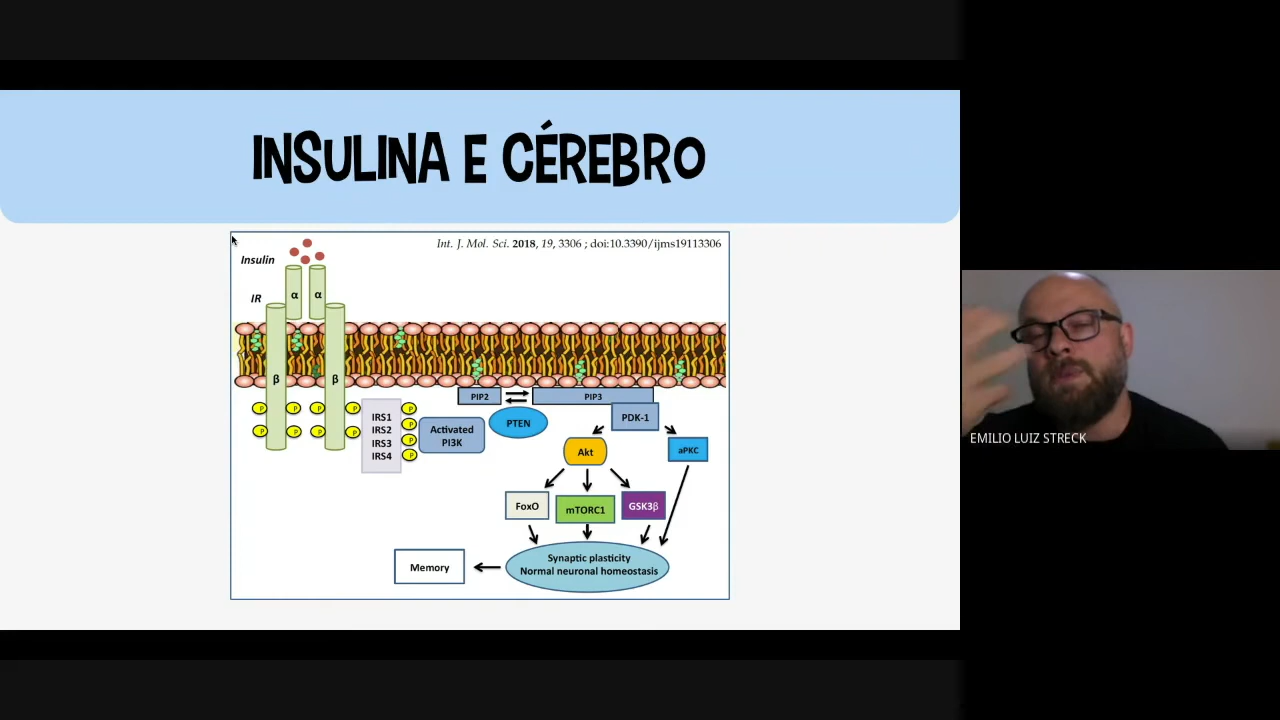 INSULINA E CÉREBRO
Int. J. Mol. Sci. 2018, 19, 3306 ; doi:10.3390/ijms19113306
Insulin
IR
α α
β β
P P P P
P P P P
IRS1
IRS2
IRS3
IRS4
P
P
P
P
Activated
PI3K
PIP2
PIP3
PTEN
PDK-1
Akt
aPKC
FoxO
mTORC1
GSK3β
Synaptic plasticity
Normal neuronal homeostasis
Memory
EMILIO LUIZ STRECK